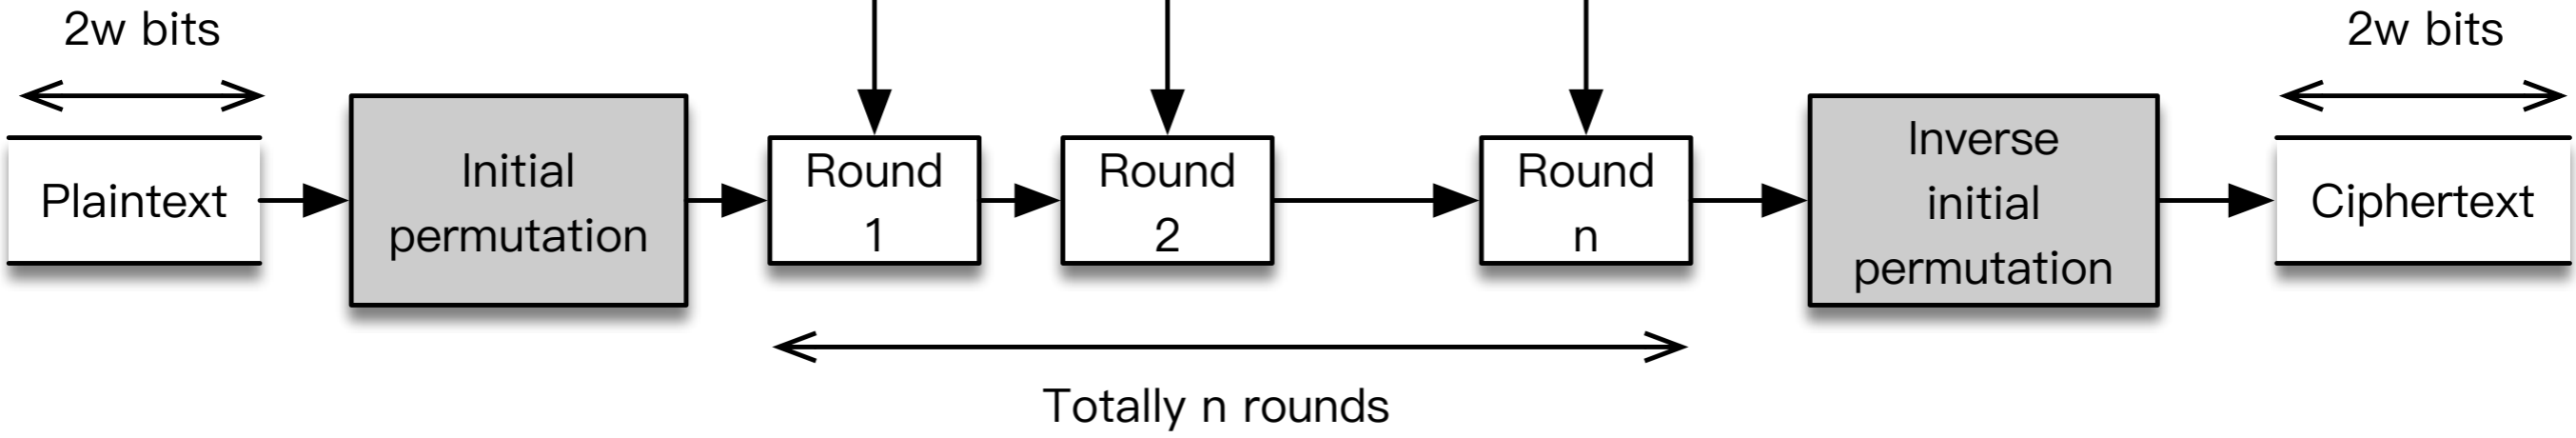 2w bits
2w bits
Plaintext
Initial
permutation
Round
1
Round
2
Round
n
Inverse
initial
permutation
Ciphertext
Totally n rounds